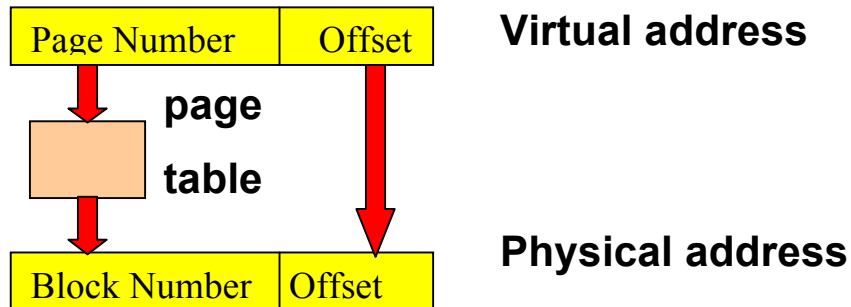 Page Number Offset Virtual address
page
table
Physical address
Block Number Offset